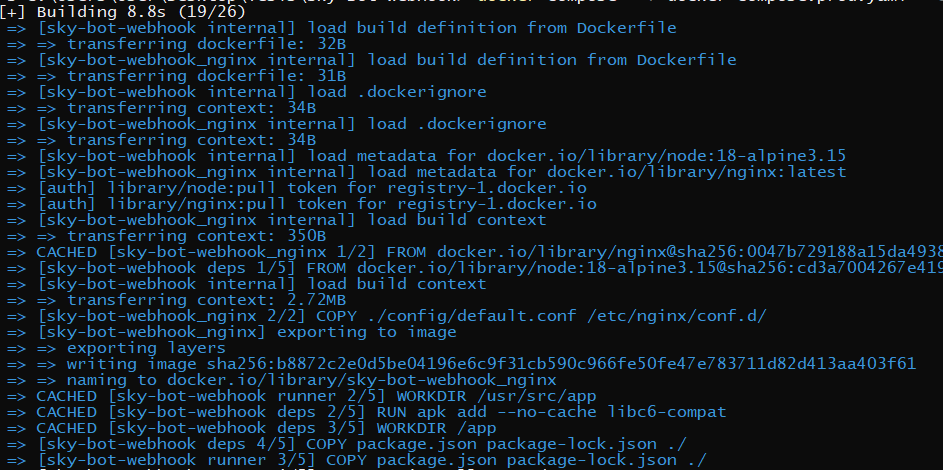 [+] Building 8.8s (19/26)
=> [sky-bot-webhook internal] load build definition from Dockerfile
=> => transferring dockerfile: 32B
=> [sky-bot-webhook_nginx internal] load build definition from Dockerfile
=> => transferring dockerfile: 31B
=> [sky-bot-webhook internal] load .dockerignore
=> => transferring context: 34B
=> [sky-bot-webhook_nginx internal] load .dockerignore
=> => transferring context: 34B
=> [sky-bot-webhook internal] load metadata for docker.io/library/node:18-alpine3.15
=> [sky-bot-webhook_nginx internal] load metadata for docker.io/library/nginx:latest
=> [auth] library/node:pull token for registry-1.docker.io
=> [auth] library/nginx:pull token for registry-1.docker.io
=> [sky-bot-webhook_nginx internal] load build context
=> => transferring context: 350B
=> CACHED [sky-bot-webhook_nginx 1/2] FROM docker.io/library/nginx@sha256:0047b729188a15da4938
=> [sky-bot-webhook deps 1/5] FROM docker.io/library/node:18-alpine3.15@sha256:cd3a7004267e419
=> [sky-bot-webhook internal] load build context
=> => transferring context: 2.72MB
=> [sky-bot-webhook_nginx 2/2] COPY ./config/default.conf /etc/nginx/conf.d/
=> [sky-bot-webhook_nginx] exporting to image
=> => exporting layers
=> => writing image sha256:b8872c2e0d5be04196e6c9f31cb590c966fe50fe47e783711d82d413aa403f61
=> => naming to docker.io/library/sky-bot-webhook_nginx
=> CACHED [sky-bot-webhook runner 2/5] WORKDIR /usr/src/app
=> CACHED [sky-bot-webhook deps 2/5] RUN apk add --no-cache libc6-compat
=> CACHED [sky-bot-webhook deps 3/5] WORKDIR /app
=> [sky-bot-webhook deps 4/5] COPY package.json package-lock.json ./
=> [sky-bot-webhook runner 3/5] COPY package.json package-lock.json ./